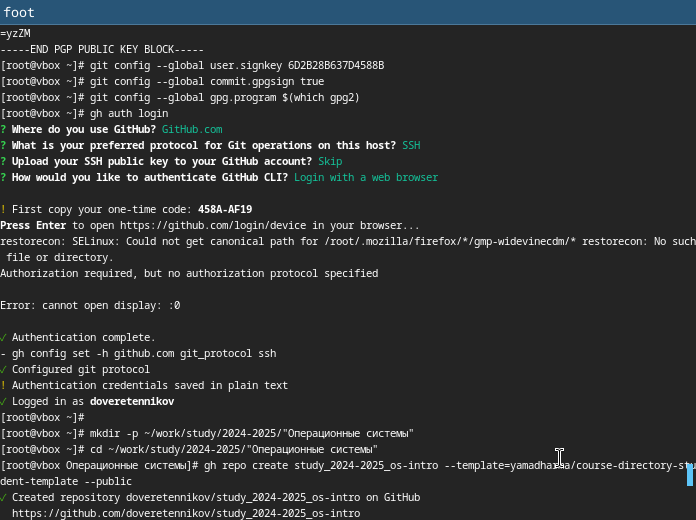 foot
=yzZM
-----END PGP PUBLIC KEY BLOCK-----
[root@vbox ~]# git config --global user.signkey 6D2B28B637D4588B
[root@vbox ~]# git config --global commit.gpgsign true
[root@vbox ~]# git config --global gpg.program $(which gpg2)
[root@vbox ~]# gh auth login
? Where do you use GitHub? GitHub.com
? What is your preferred protocol for Git operations on this host? SSH
? Upload your SSH public key to your GitHub account? Skip
? How would you like to authenticate GitHub CLI? Login with a web browser
! First copy your one-time code: 458A-AF19
Press Enter to open https://github.com/login/device in your browser...
restorecon: SELinux: Could not get canonical path for /root/.mozilla/firefox/*/gmp-widevinecdm/* restorecon: No such
file or directory.
Authorization required, but no authorization protocol specified
Error: cannot open display: :0
✓ Authentication complete.
- gh config set -h github.com git_protocol ssh
✓ Configured git protocol
! Authentication credentials saved in plain text
✓ Logged in as doveretennikov
[root@vbox ~]#
[root@vbox ~]# mkdir -p ~/work/study/2024-2025/"Операционные системы"
[root@vbox ~]# cd ~/work/study/2024-2025/"Операционные системы"
[root@vbox Операционные системы]# gh repo create study_2024-2025_os-intro --template=yamadharma/course-directory-stu
dent-template --public
✓ Created repository doveretennikov/study_2024-2025_os-intro on GitHub
https://github.com/doveretennikov/study_2024-2025_os-intro